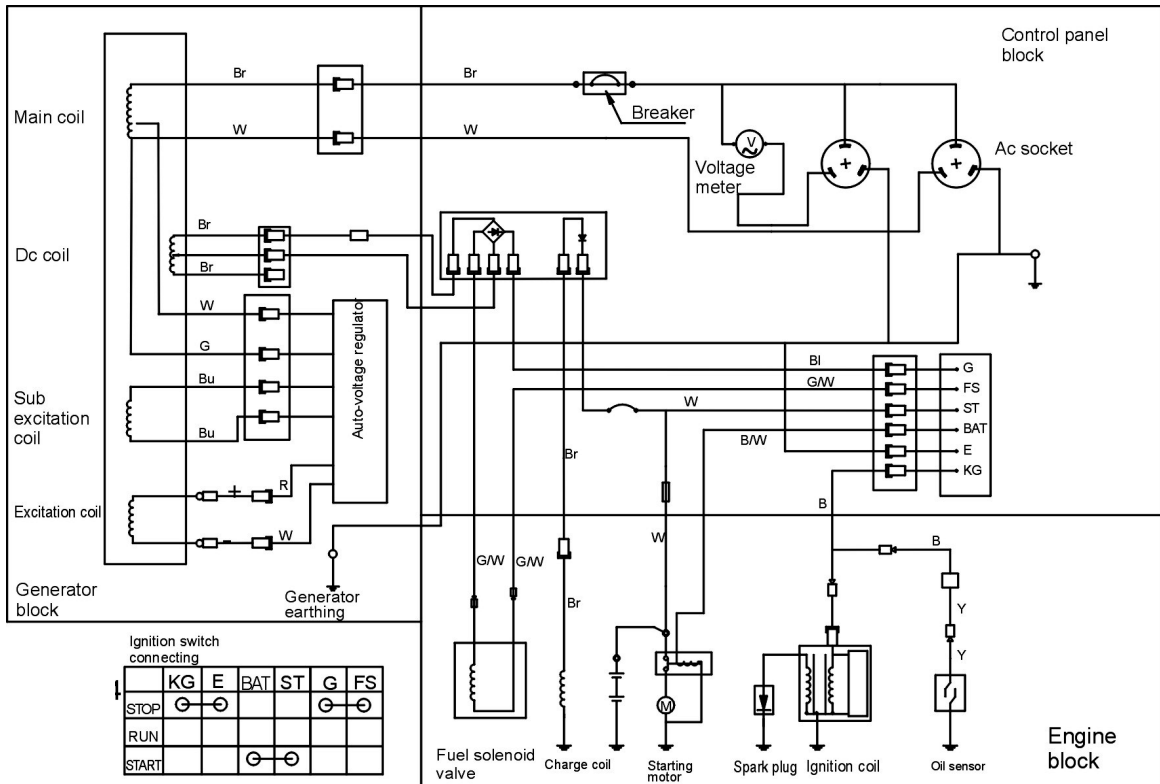 Control panel
block
Br
Br
Main coil
Breaker
W
W
V
Voltage
meter
Ac socket
Br
Dc coil
Br
W
G
Bu
Sub
excitation
coil
Bu
Auto-voltage regulator
Bl
G
G/W
FS
W
ST
B/W
BAT
E
KG
Br
R
+
Excitation coil
-
W
B
W
B
G/W
G/W
Generator
earthing
Generator
block
Br
Y
Y
M
Ignition switch
connecting
KG E BAT ST G FS
STOP
RUN
START
Fuel solenoid
valve
Charge coil
Starting
motor
Spark plug
Ignition coil
Oil sensor
Engine
block